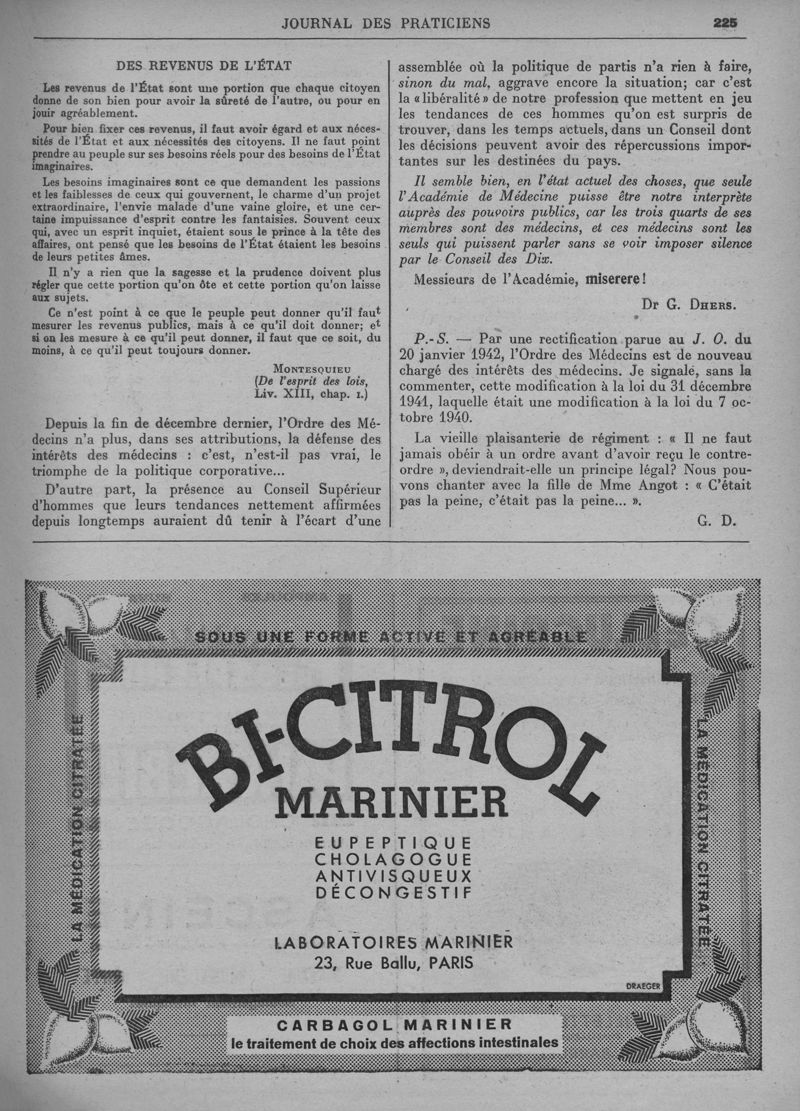 JOURNAL DES PRATICIENS 225
DES REVENUS DE L'ÉTAT
Les revenus de l'État sont une portion que chaque citoyen
donne de son bien pour avoir la sûreté de l'autre, ou pour en
jouir agréablement.
Pour bien fixer ces revenus, il faut avoir égard et aux néces-
sités de l'État et aux nécessités des citoyens. Il ne faut point
prendre au peuple sur ses besoins réels pour des besoins de l'État
imaginaires.
Les besoins imaginaires sont ce que demandent les passions
et les faiblesses de ceux qui gouvernent, le charme d'un projet
extraordinaire, l'envie malade d'une vaine gloire, et une cer-
taine impuissance d'esprit contre les fantaisies. Souvent ceux
qui, avec un esprit inquiet, étaient sous le prince à la tête des
affaires, ont pensé que les besoins de l'État étaient les besoins
de leurs petites âmes.
Il n'y a rien que la sagesse et la prudence doivent plus
régler que cette portion qu'on ôte et cette portion qu'on laisse
aux sujets.
Ce n'est point à ce que le peuple peut donner qu'il faut
mesurer les revenus publics, mais à ce qu'il doit donner; et
si on les mesure à ce qu'il peut donner, il faut que ce soit, du
moins, à ce qu'il peut toujours donner.
MONTESQUIEU
(De l'esprit des lois,
Liv. XIII, chap. I.)
Depuis la fin de décembre dernier, l'Ordre des Mé-
decins n'a plus, dans ses attributions, la défense des
intérêts des médecins : c'est, n'est-il pas vrai, le
triomphe de la politique corporative...
D'autre part, la présence au Conseil Supérieur
d'hommes que leurs tendances nettement affirmées
depuis longtemps auraient dû tenir à l'écart d'une
assemblée où la politique de partis n'a rien à faire,
sinon du mal, aggrave encore la situation; car c'est
la « libéralité » de notre profession que mettent en jeu
les tendances de ces hommes qu'on est surpris de
trouver, dans les temps actuels, dans un Conseil dont
les décisions peuvent avoir des répercussions impor-
tantes sur les destinées du pays.
Il semble bien, en l'état actuel des choses, que seule
l'Académie de Médecine puisse être notre interprète
auprès des pouvoirs publics, car les trois quarts de ses
membres sont des médecins, et ces médecins sont les
seuls qui puissent parler sans se voir imposer silence
par le Conseil des Dix.
Messieurs de l'Académie, miserere !
Dr G. DHERS.
P.-S. — Par une rectification parue au J. O. du
20 janvier 1942, l'Ordre des Médecins est de nouveau
chargé des intérêts des médecins. Je signale, sans la
commenter, cette modification à la loi du 31 décembre
1941, laquelle était une modification à la loi du 7 oc-
tobre 1940.
La vieille plaisanterie de régiment : « Il ne faut
jamais obéir à un ordre avant d'avoir reçu le contre-
ordre », deviendrait-elle un principe légal? Nous pou-
vons chanter avec la fille de Mme Angot : « C'était
pas la peine, c'était pas la peine... ».
G. D.
SOUS UNE FORME ACTIVE ET AGRÉABLE
LA MÉDICATION CITRATÉE
BI-CITROL
MARINIER
EUPEPTIQUE
CHOLAGOGUE
ANTIVISQUEUX
DÉCONGESTIF
LABORATOIRES MARINIER
23, Rue Ballu, PARIS
LA MÉDICATION CITRATÉE
DRAEGER
CARBAGOL MARINIER
le traitement de choix des affections intestinales